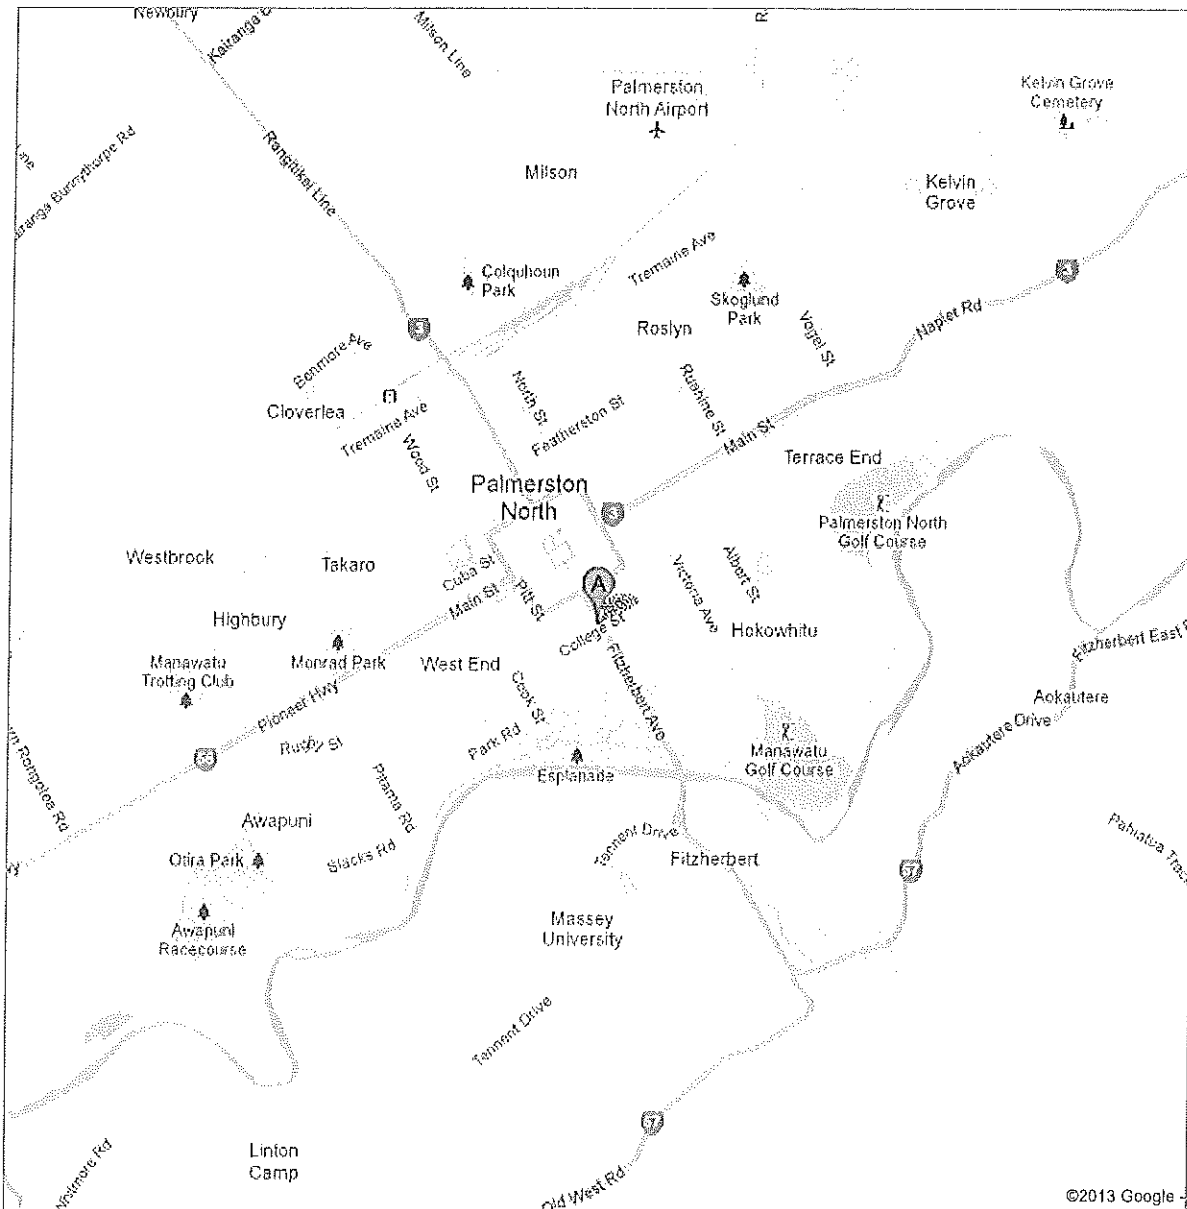 Newbury
Milson Line
Palmerston
North Airport
Kelvin Grove
Cemetery
Rangitikei Line
Milson
Kelvin
Grove
Tremaine Ave
Colquhoun
Park
Skoglund
Park
3
3
Roslyn
Vogel St
Napier Rd
Benmore Ave
North St
Ruahine St
Cloverlea
Tremaine Ave
Featherston St
Main St
Wood St
Terrace End
Palmerston
North
3
Palmerston North
Golf Course
Westbrook
Takaro
Cuba St
Main St
Pitt St
A
Victoria Ave
Albert St
Highbury
College St
Hokowhitu
Manawatu
Trotting Club
Monrad Park
West End
Fitzherbert Ave
Aokautere
Pioneer Hwy
Cook St
Park Rd
Aokautere Drive
Esplanade
Manawatu
Golf Course
Pitama Rd
Awapuni
Tennent Drive
Otira Park
Slacks Rd
Fitzherbert
57
Awapuni
Racecourse
Massey
University
Tennent Drive
Linton
Camp
Old West Rd
©2013 Google -